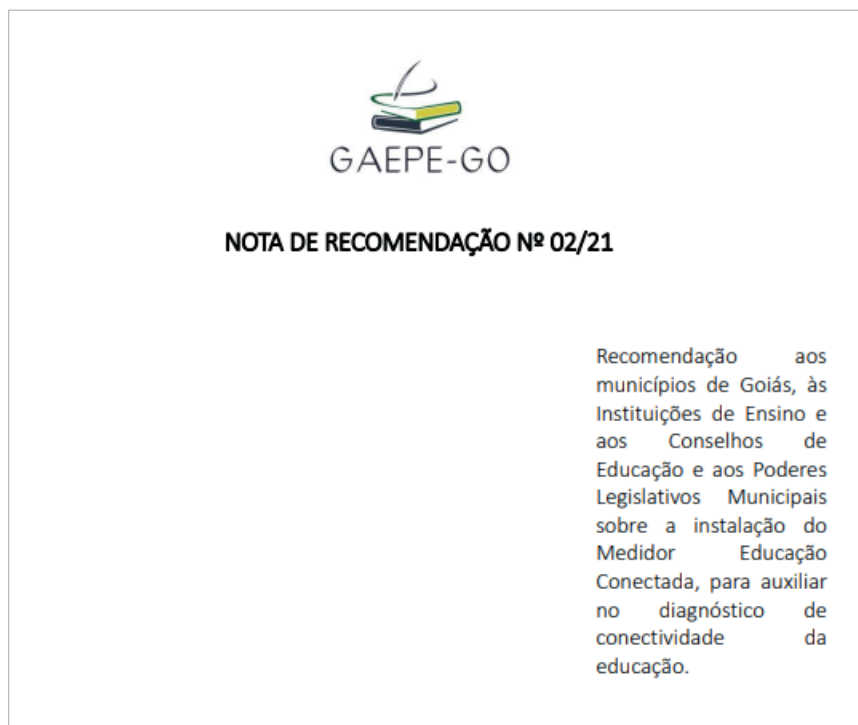 GAEPE-GO
NOTA DE RECOMENDAÇÃO Nº 02/21
Recomendação aos
municípios de Goiás, às
Instituições de Ensino e
aos Conselhos de
Educação e aos Poderes
Legislativos Municipais
sobre a instalação do
Medidor Educação
Conectada, para auxiliar
no diagnóstico de
conectividade da
educação.